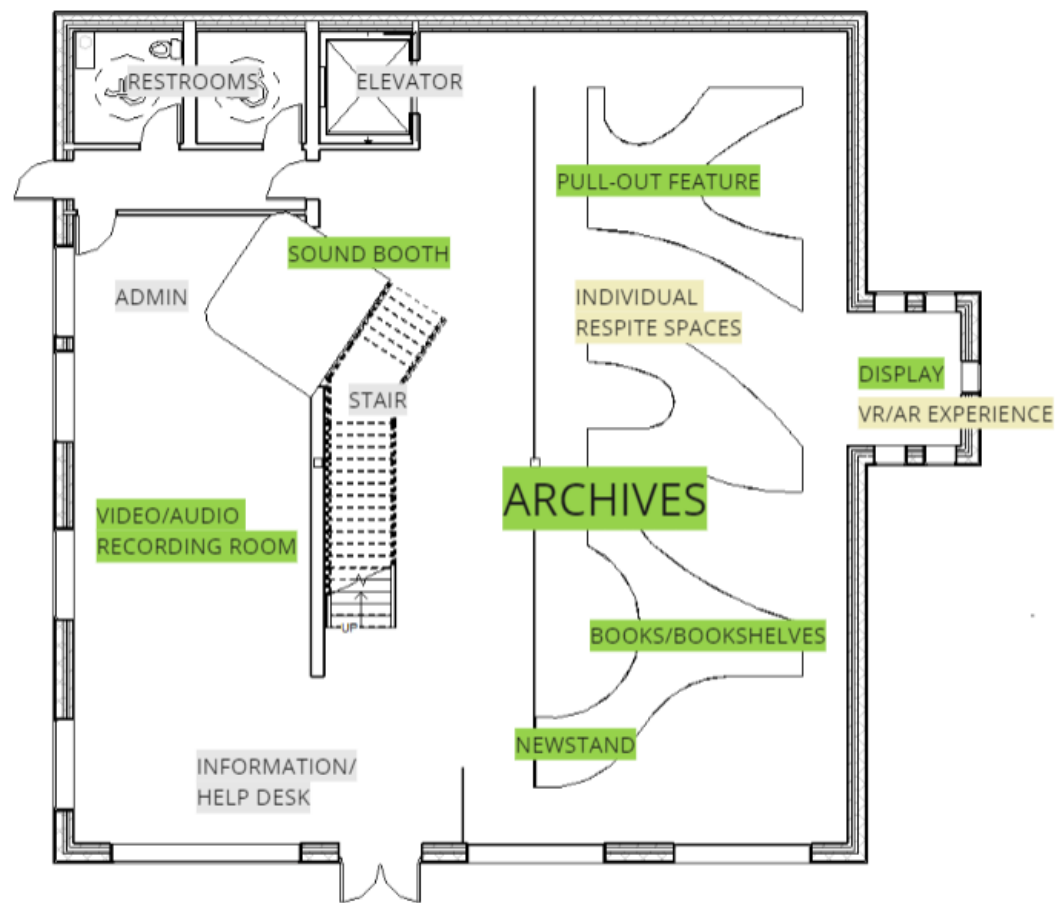 RESTROOMS
ELEVATOR
PULL-OUT FEATURE
SOUND BOOTH
ADMIN
INDIVIDUAL
RESPITE SPACES
DISPLAY
VR/AR EXPERIENCE
STAIR
ARCHIVES
VIDEO/AUDIO
RECORDING ROOM
UP
BOOKS/BOOKSHELVES
NEWSTAND
INFORMATION/
HELP DESK